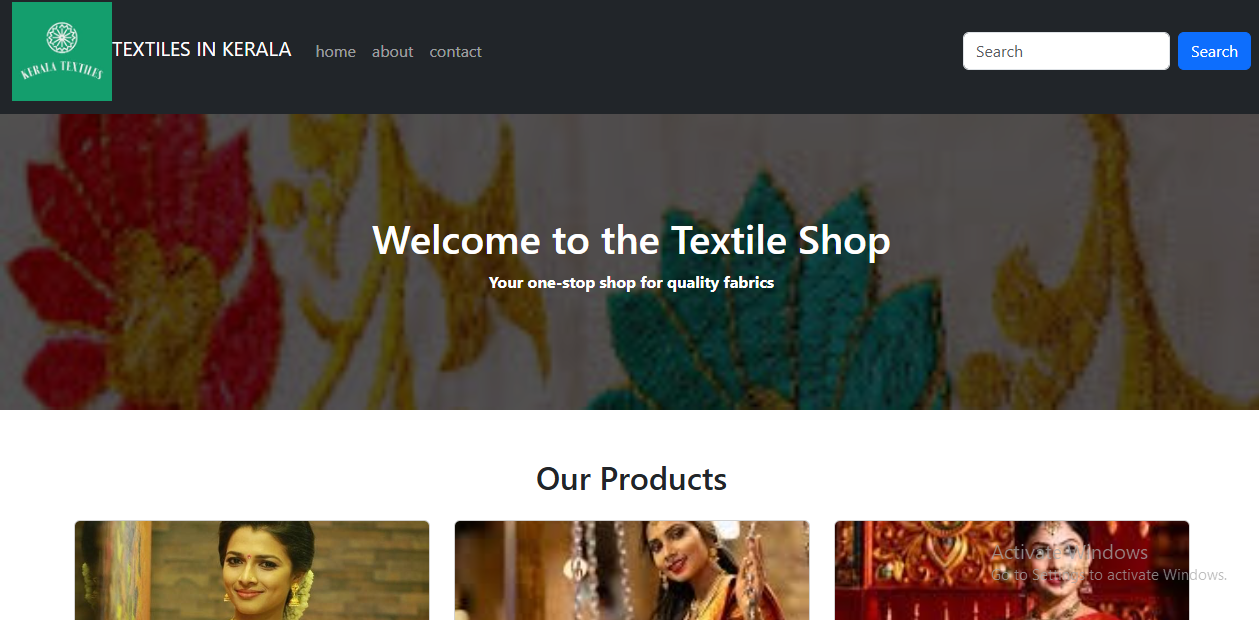 KERALA TEXTILES
TEXTILES IN KERALA
home
about
contact
Search
Search
Welcome to the Textile Shop
Your one-stop shop for quality fabrics
Our Products
Activate Windows
Go to Settings to activate Windows.